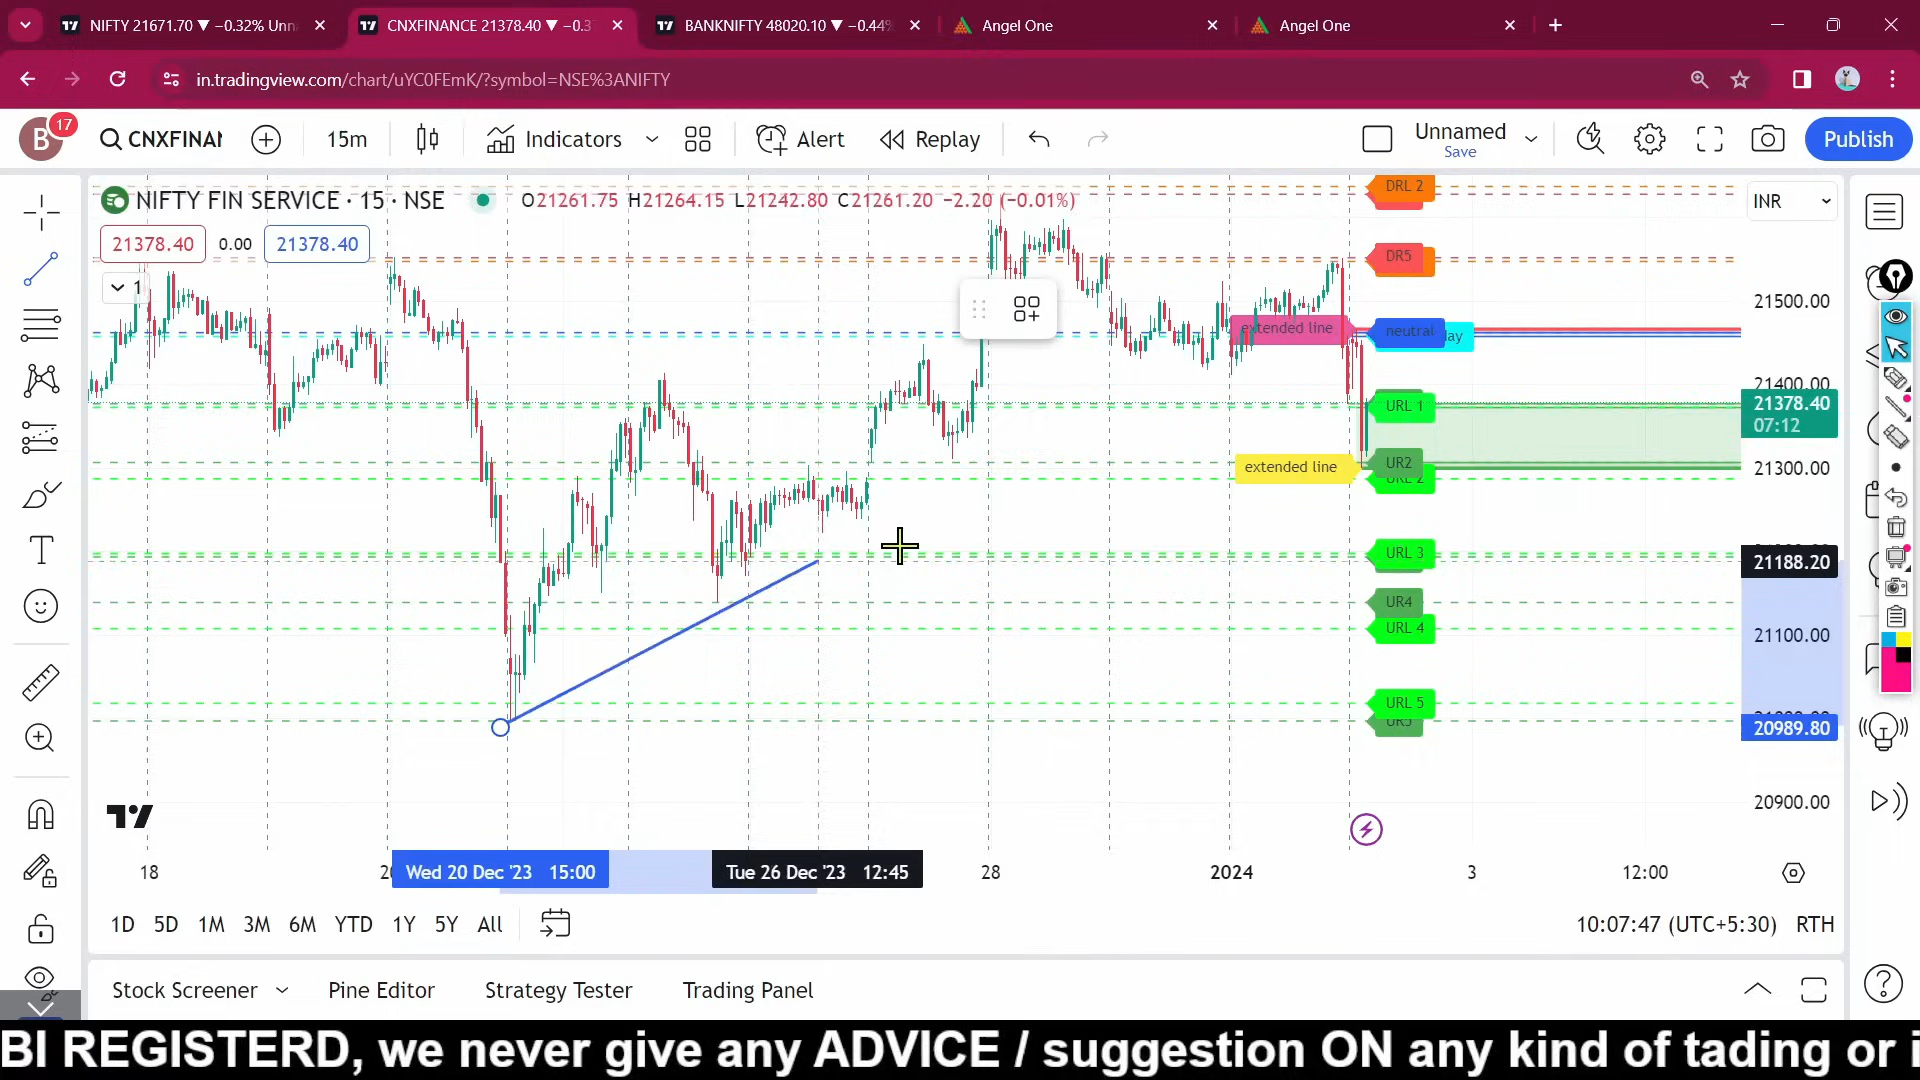 NIFTY 21671.70 ▼ −0.32% Unn
CNXFINANCE 21378.40 ▼ −0.3
BANKNIFTY 48020.10 ▼ −0.44%
Angel One
Angel One
in.tradingview.com/chart/uYC0FEmK/?symbol=NSE%3ANIFTY
B
17
CNXFINAN
15m
Indicators
Alert
Replay
Unnamed
Save
Publish
NIFTY FIN SERVICE · 15 · NSE
O21261.75 H21264.15 L21242.80 C21261.20 −2.20 (−0.01%)
INR
21378.40
0.00
21378.40
1
DRL 2
DR5
extended line
neutral
URL 1
extended line
UR2
URL 2
URL 3
UR4
URL 4
URL 5
UR5
21500.00
21400.00
21378.40
07:12
21300.00
21188.20
21100.00
20989.80
20900.00
18
Wed 20 Dec '23 15:00
Tue 26 Dec '23 12:45
28
2024
3
12:00
1D 5D 1M 3M 6M YTD 1Y 5Y All
10:07:47 (UTC+5:30) RTH
Stock Screener
Pine Editor
Strategy Tester
Trading Panel
BI REGISTERD, we never give any ADVICE / suggestion ON any kind of tading or i